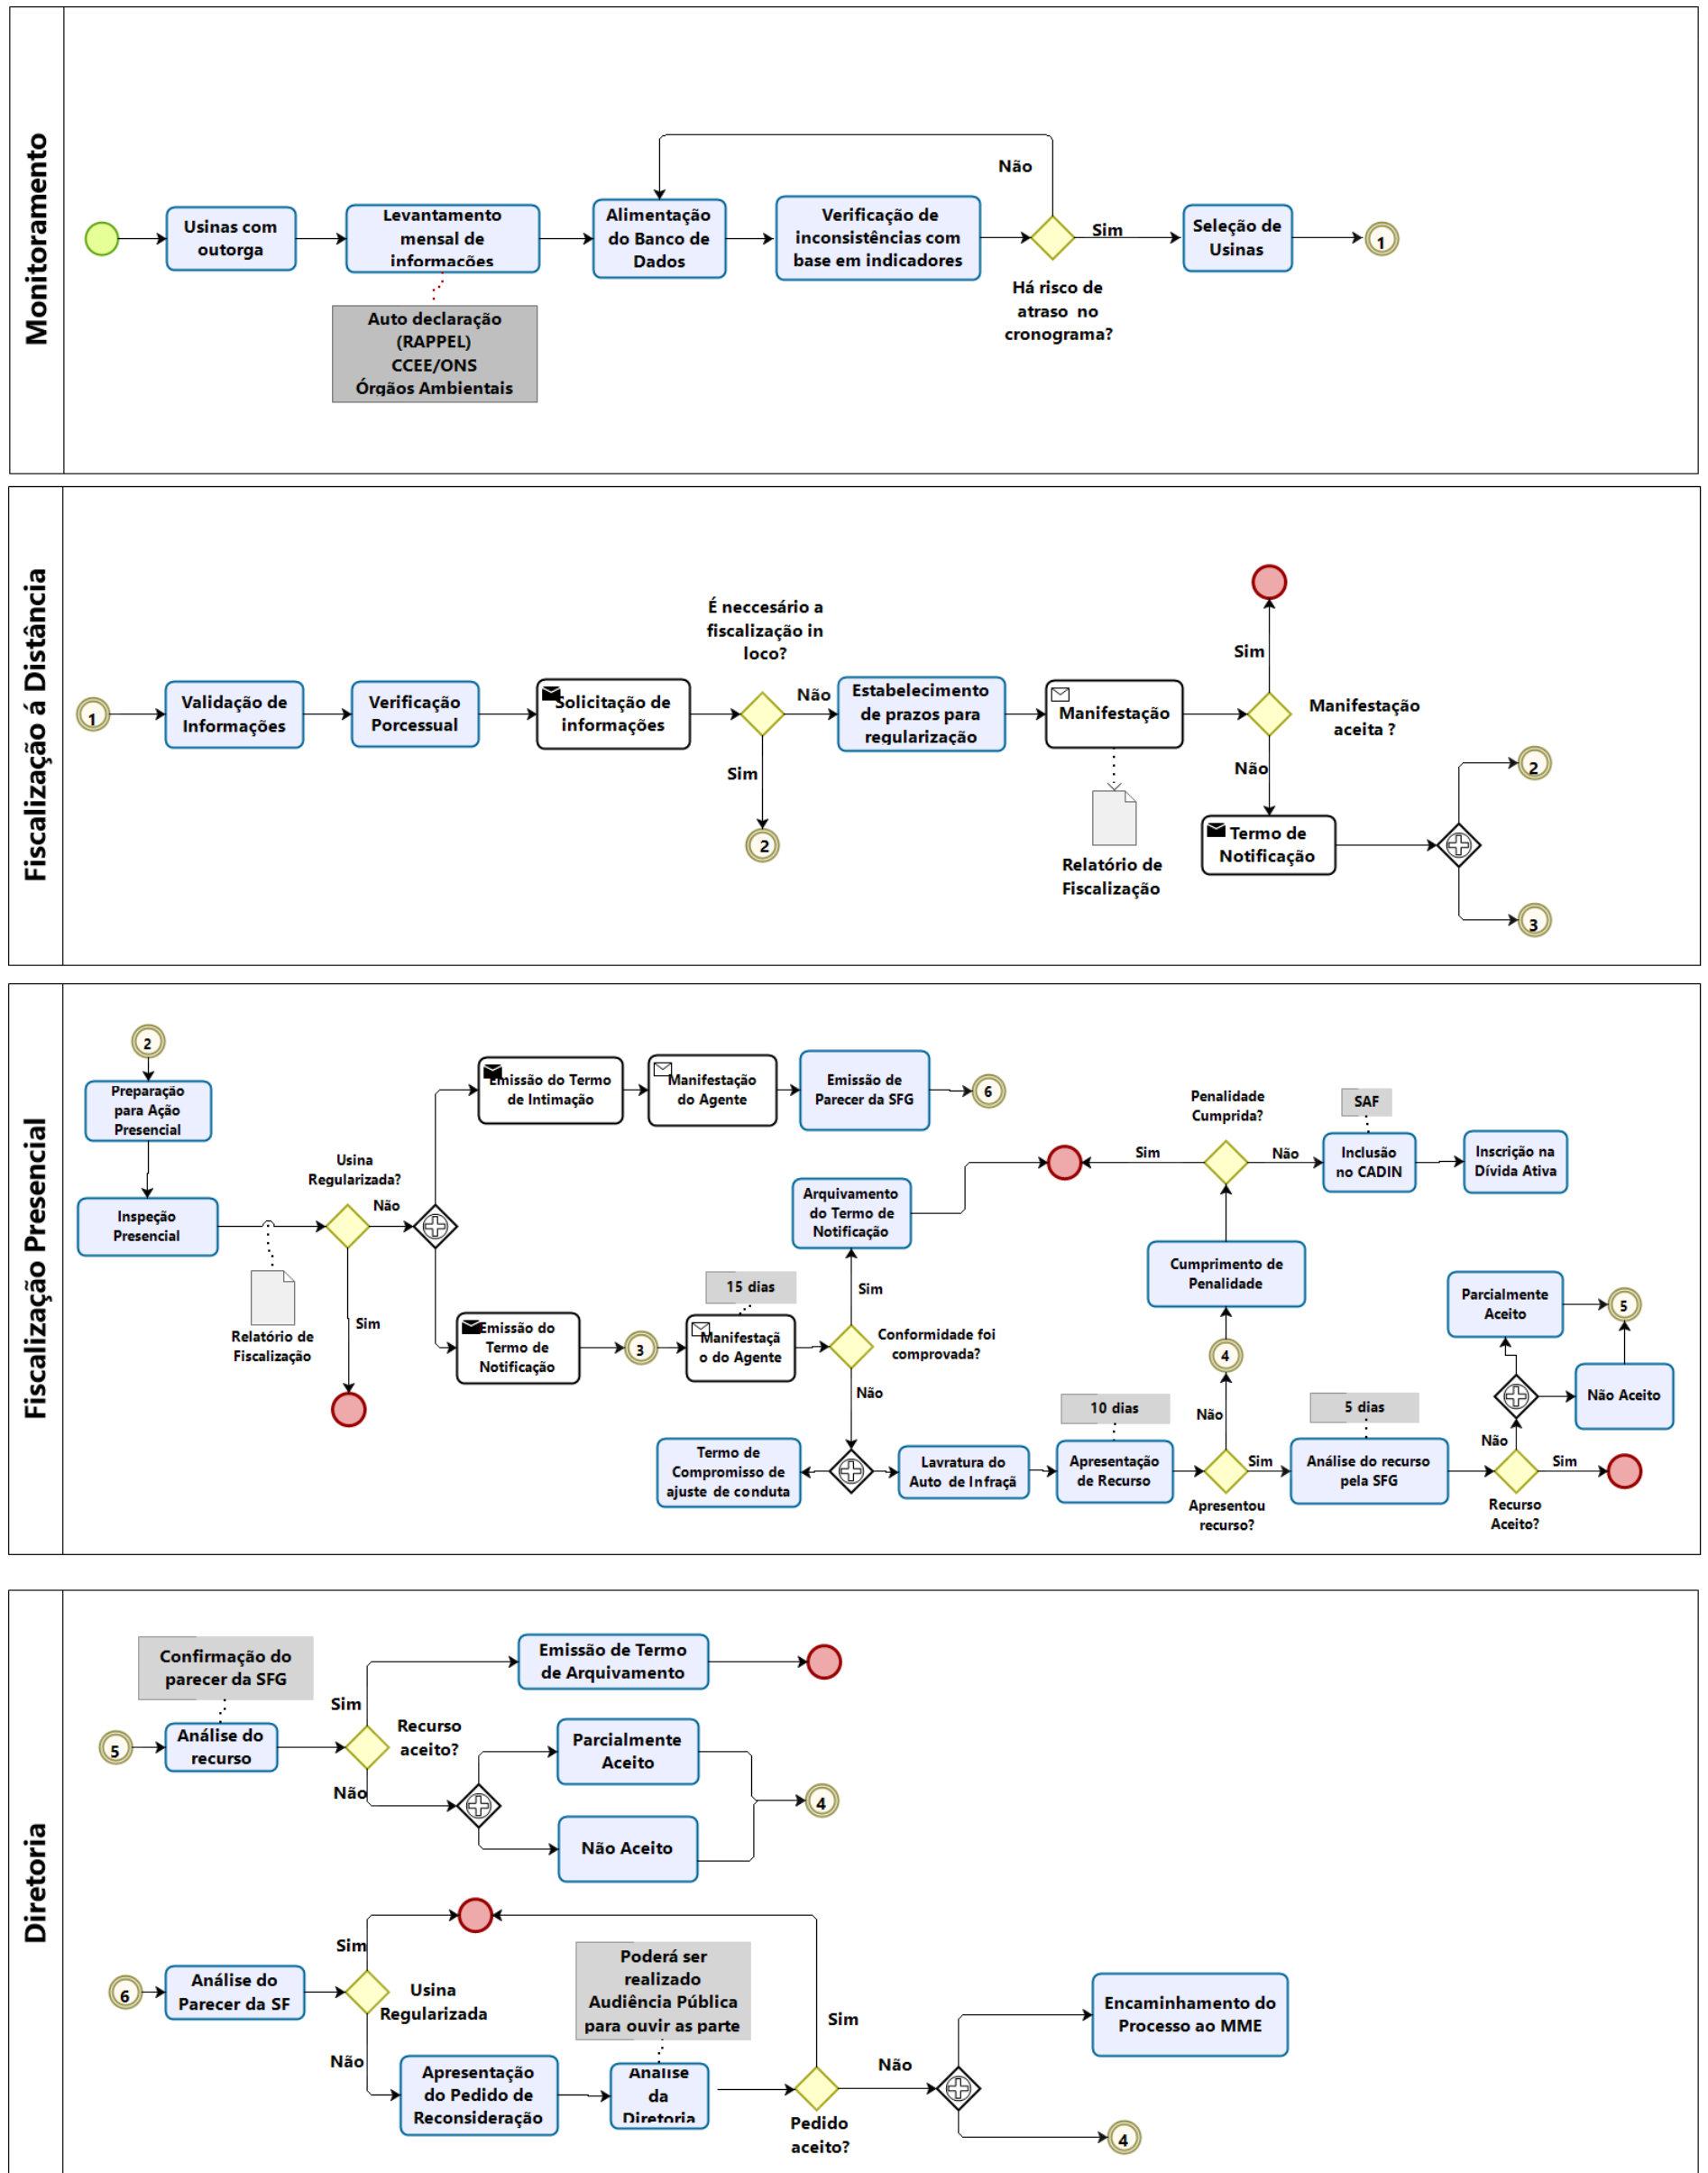 Monitoramento
Usinas com
outorga
Levantamento
mensal de
informações
Auto declaração
(RAPPEL)
CCEE/ONS
Órgãos Ambientais
Alimentação
do Banco de
Dados
Verificação de
inconsistências com
base em indicadores
Não
Sim
Há risco de
atraso no
cronograma?
Seleção de
Usinas
1
Fiscalização á Distância
1
Validação de
Informações
Verificação
Porcessual
Solicitação de
informações
É neccesário a
fiscalização in
loco?
Não
Sim
2
Estabelecimento
de prazos para
regularização
Manifestação
Relatório de
Fiscalização
Sim
Manifestação
aceita ?
Não
Termo de
Notificação
2
3
Fiscalização Presencial
2
Preparação
para Ação
Presencial
Inspeção
Presencial
Relatório de
Fiscalização
Usina
Regularizada?
Não
Sim
Emissão do Termo
de Intimação
Manifestação
do Agente
Emissão de
Parecer da SFG
6
Emissão do
Termo de
Notificação
3
15 dias
Manifestaçã
o do Agente
Arquivamento
do Termo de
Notificação
Sim
Conformidade foi
comprovada?
Não
Termo de
Compromisso de
ajuste de conduta
Lavratura do
Auto de Infraçã
10 dias
Apresentação
de Recurso
Apresentou
recurso?
Não
Sim
4
Cumprimento de
Penalidade
Penalidade
Cumprida?
Sim
Não
SAF
Inclusão
no CADIN
Inscrição na
Dívida Ativa
5 dias
Análise do recurso
pela SFG
Recurso
Aceito?
Não
Sim
Parcialmente
Aceito
Não Aceito
5
Diretoria
Confirmação do
parecer da SFG
5
Análise do
recurso
Sim
Recurso
aceito?
Não
Emissão de Termo
de Arquivamento
Parcialmente
Aceito
Não Aceito
4
6
Análise do
Parecer da SF
Sim
Usina
Regularizada
Não
Apresentação
do Pedido de
Reconsideração
Poderá ser
realizado
Audiência Pública
para ouvir as parte
Análise
da
Diretoria
Sim
Não
Pedido
aceito?
Encaminhamento do
Processo ao MME
4